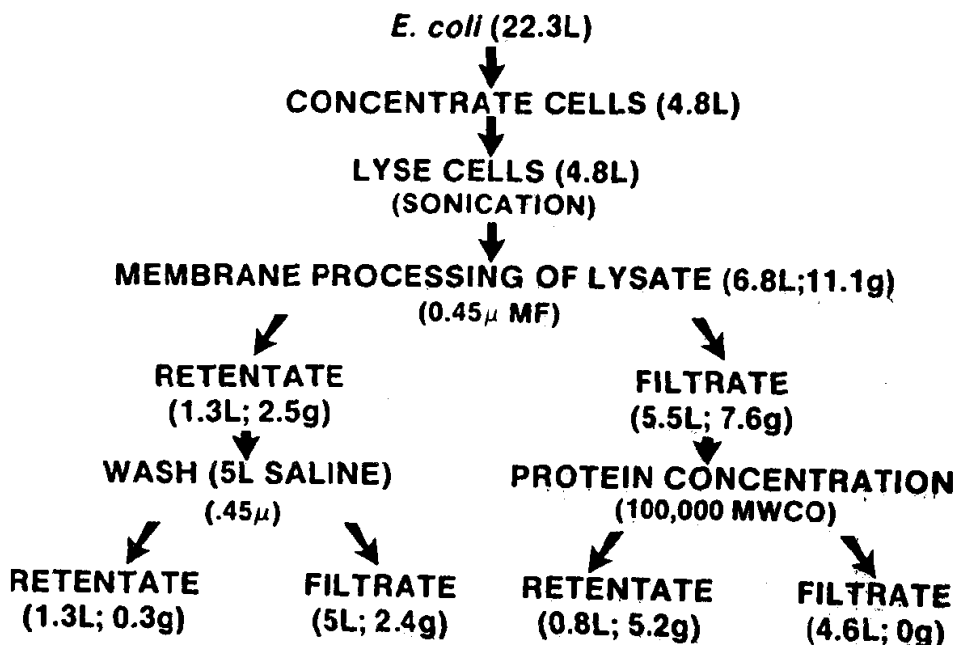 E. coli (22.3L)
CONCENTRATE CELLS (4.8L)
LYSE CELLS (4.8L)
(SONICATION)
MEMBRANE PROCESSING OF LYSATE (6.8L;11.1g)
(0.45μ MF)
RETENTATE
(1.3L; 2.5g)
FILTRATE
(5.5L; 7.6g)
WASH (5L SALINE)
(.45μ)
PROTEIN CONCENTRATION
(100,000 MWCO)
RETENTATE
(1.3L; 0.3g)
FILTRATE
(5L; 2.4g)
RETENTATE
(0.8L; 5.2g)
FILTRATE
(4.6L; 0g)